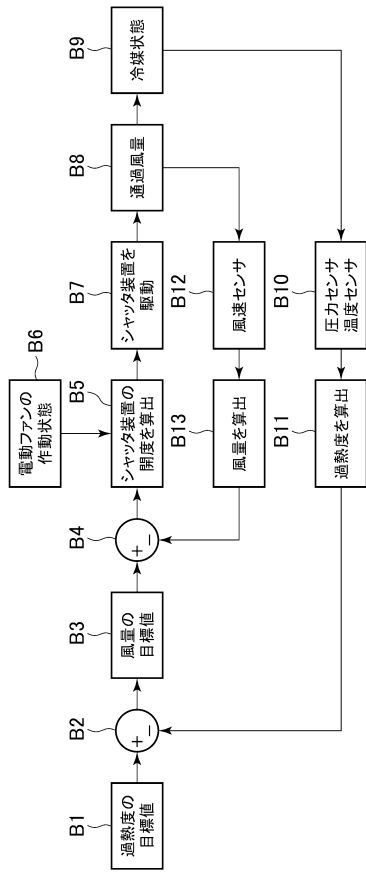 B1
過熱度の
目標値
B2
+
−
B3
風量の
目標値
B4
+
−
B5
シャッタ装置の
開度を算出
B6
電動ファンの
作動状態
B7
シャッタ装置を
駆動
B8
通過風量
B9
冷媒状態
B12
風速センサ
B13
風量を算出
B10
圧力センサ
温度センサ
B11
過熱度を算出